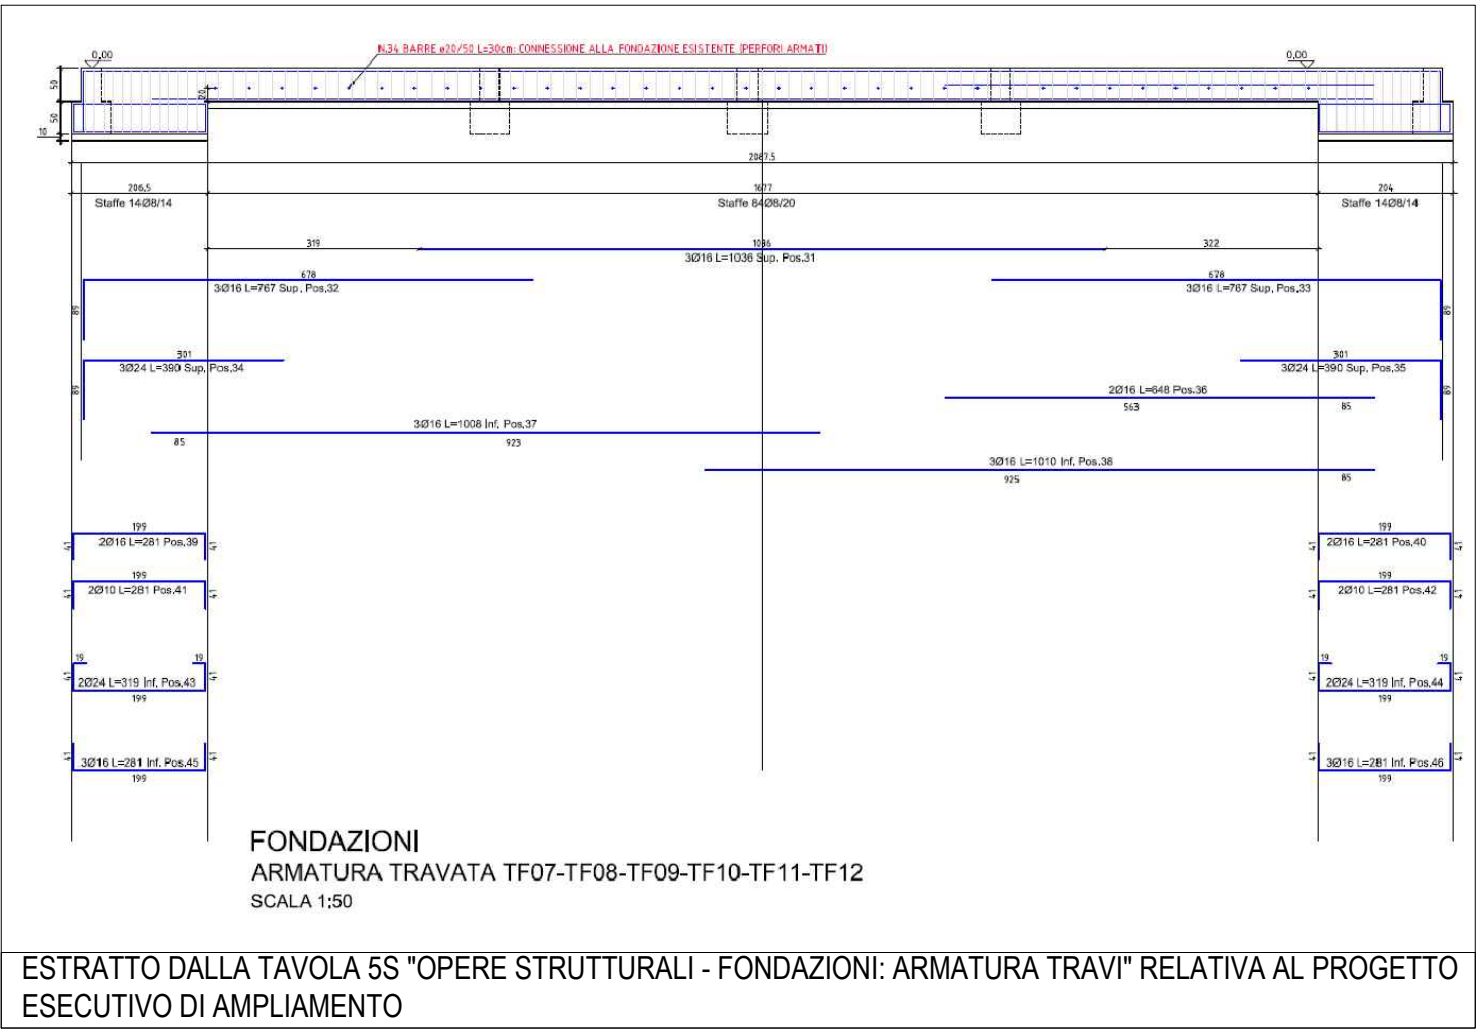 N.34 BARRE ø20/50 L=30cm: CONNESSIONE ALLA FONDAZIONE ESISTENTE (PERFORI ARMATI)
0,00
0,00
50
20
50
10
2087.5
206,5
1677
204
Staffe 14Ø8/14
Staffe 84Ø8/20
Staffe 14Ø8/14
319
1036
322
3Ø16 L=1036 Sup. Pos.31
678
678
3Ø16 L=767 Sup. Pos.32
3Ø16 L=767 Sup. Pos.33
89
89
301
301
3Ø24 L=390 Sup. Pos.34
3Ø24 L=390 Sup. Pos.35
89
89
2Ø16 L=648 Pos.36
563
85
3Ø16 L=1008 Inf. Pos.37
85
923
3Ø16 L=1010 Inf. Pos.38
925
85
199
199
41
2Ø16 L=281 Pos.39
41
41
2Ø16 L=281 Pos.40
41
199
199
41
2Ø10 L=281 Pos.41
41
41
2Ø10 L=281 Pos.42
41
19
19
19
19
41
2Ø24 L=319 Inf. Pos.43
41
41
2Ø24 L=319 Inf. Pos.44
41
199
199
41
3Ø16 L=281 Inf. Pos.45
41
41
3Ø16 L=281 Inf. Pos.46
41
199
199
FONDAZIONI
ARMATURA TRAVATA TF07-TF08-TF09-TF10-TF11-TF12
SCALA 1:50
ESTRATTO DALLA TAVOLA 5S "OPERE STRUTTURALI - FONDAZIONI: ARMATURA TRAVI" RELATIVA AL PROGETTO
ESECUTIVO DI AMPLIAMENTO